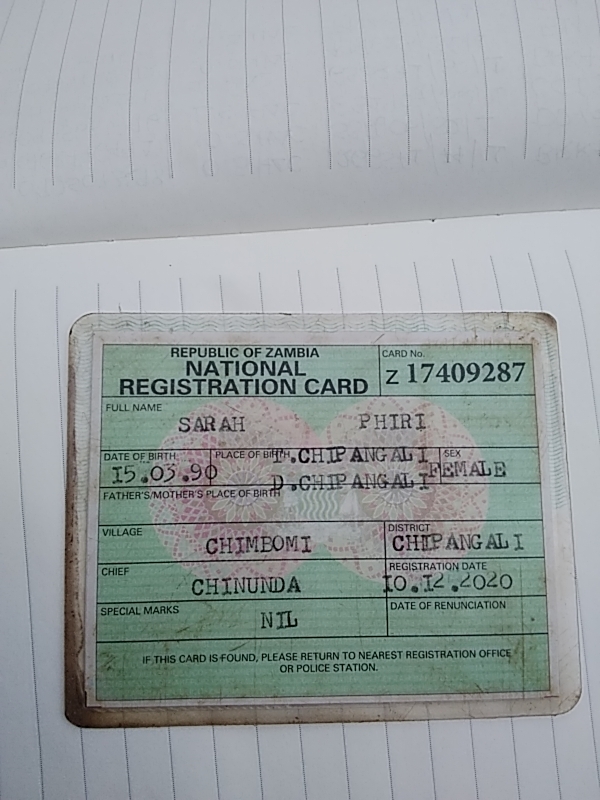 REPUBLIC OF ZAMBIA
NATIONAL
REGISTRATION CARD
CARD No.
Z 17409287
FULL NAME
SARAH PHIRI
DATE OF BIRTH
15.03.90
PLACE OF BIRTH
P.CHIPANGALI
D.CHIPANGALI
SEX
FEMALE
FATHER'S/MOTHER'S PLACE OF BIRTH
VILLAGE
CHIMBOMI
DISTRICT
CHIPANGALI
CHIEF
CHINUNDA
REGISTRATION DATE
10.12.2020
SPECIAL MARKS
NIL
DATE OF RENUNCIATION
IF THIS CARD IS FOUND, PLEASE RETURN TO NEAREST REGISTRATION OFFICE
OR POLICE STATION.